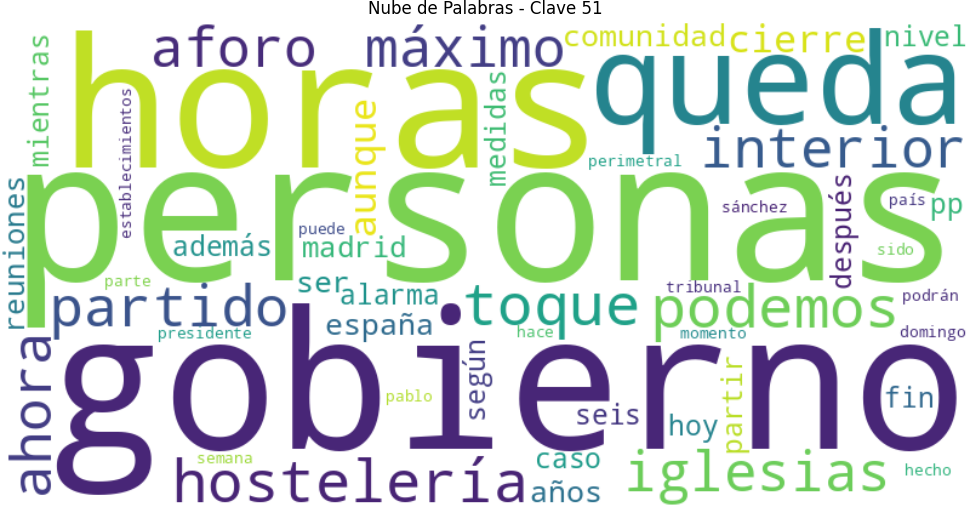 Nube de Palabras - Clave 51
mientras
aforo
máximo
comunidad
cierre
nivel
horas
queda
establecimientos
aunque
medidas
interior
perimetral
personas
reuniones
además
puede
madrid
sánchez
después
país
pp
sido
parte
ser
alarma
tribunal
podrán
partido
toque
podemos
presidente
españa
hace
momento
domingo
ahora
gobierno
según
pablo
seis
hoy
partir
fin
semana
hostelería
caso
años
iglesias
hecho